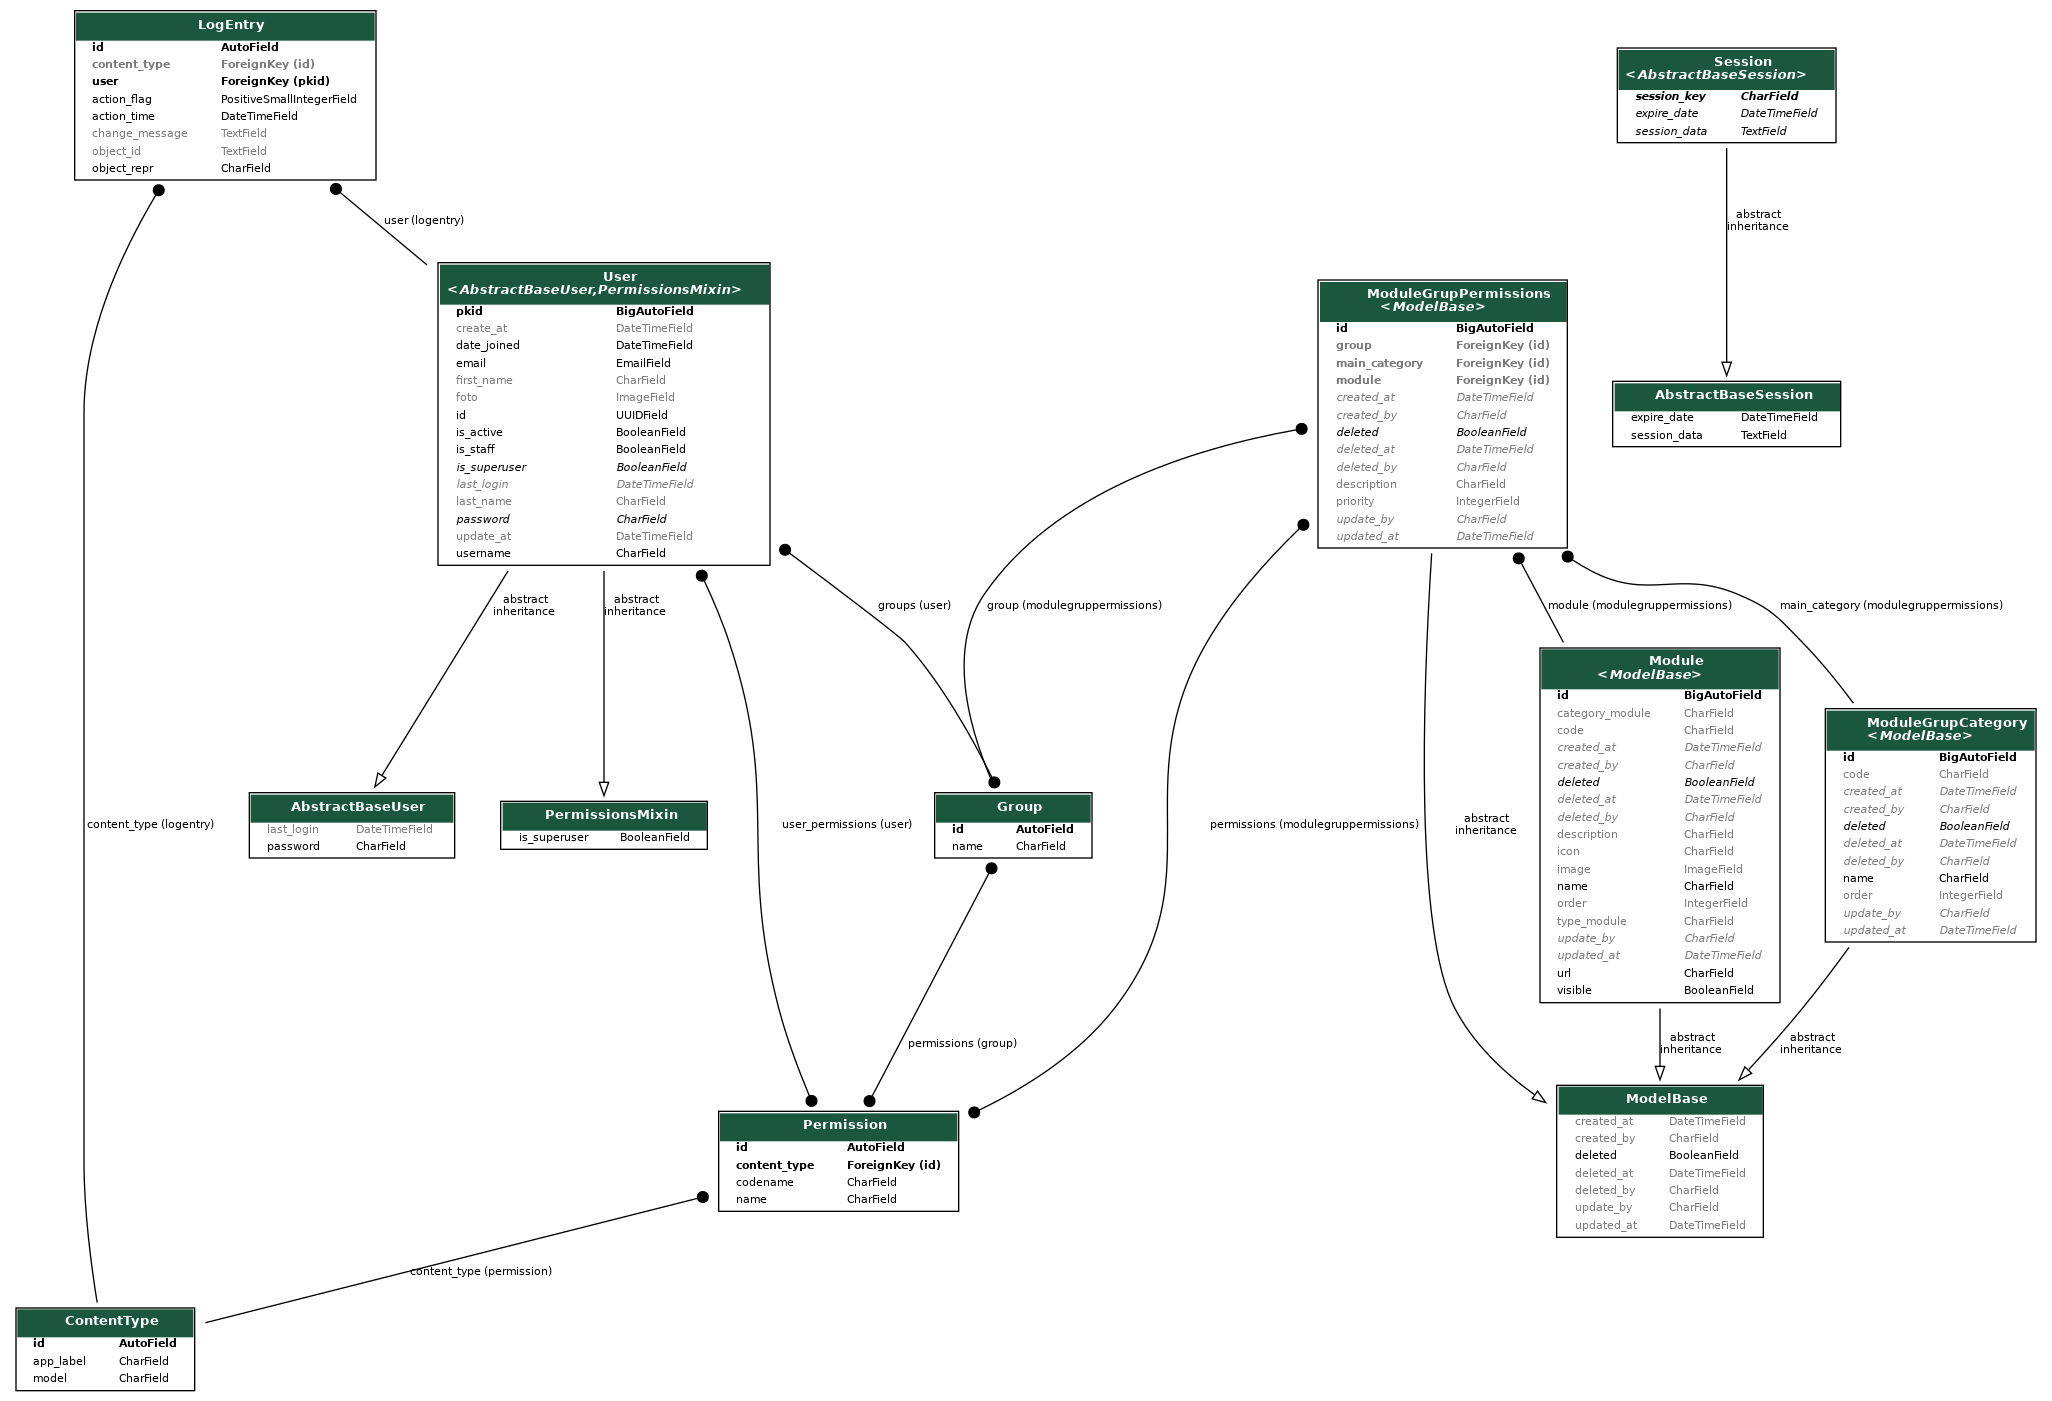 LogEntry
id AutoField
content_type ForeignKey (id)
user ForeignKey (pkid)
action_flag PositiveSmallIntegerField
action_time DateTimeField
change_message TextField
object_id TextField
object_repr CharField
Session
<AbstractBaseSession>
session_key CharField
expire_date DateTimeField
session_data TextField
user (logentry)
abstract
inheritance
User
<AbstractBaseUser,PermissionsMixin>
pkid BigAutoField
create_at DateTimeField
date_joined DateTimeField
email EmailField
first_name CharField
foto ImageField
id UUIDField
is_active BooleanField
is_staff BooleanField
is_superuser BooleanField
last_login DateTimeField
last_name CharField
password CharField
update_at DateTimeField
username CharField
ModuleGrupPermissions
<ModelBase>
id BigAutoField
group ForeignKey (id)
main_category ForeignKey (id)
module ForeignKey (id)
created_at DateTimeField
created_by CharField
deleted BooleanField
deleted_at DateTimeField
deleted_by CharField
description CharField
priority IntegerField
update_by CharField
updated_at DateTimeField
AbstractBaseSession
expire_date DateTimeField
session_data TextField
abstract
inheritance
abstract
inheritance
groups (user)
group (modulegruppermissions)
module (modulegruppermissions)
main_category (modulegruppermissions)
Module
<ModelBase>
id BigAutoField
category_module CharField
code CharField
created_at DateTimeField
created_by CharField
deleted BooleanField
deleted_at DateTimeField
deleted_by CharField
description CharField
icon CharField
image ImageField
name CharField
order IntegerField
type_module CharField
update_by CharField
updated_at DateTimeField
url CharField
visible BooleanField
ModuleGrupCategory
<ModelBase>
id BigAutoField
code CharField
created_at DateTimeField
created_by CharField
deleted BooleanField
deleted_at DateTimeField
deleted_by CharField
name CharField
order IntegerField
update_by CharField
updated_at DateTimeField
content_type (logentry)
AbstractBaseUser
last_login DateTimeField
password CharField
PermissionsMixin
is_superuser BooleanField
user_permissions (user)
Group
id AutoField
name CharField
permissions (modulegruppermissions)
abstract
inheritance
permissions (group)
abstract
inheritance
abstract
inheritance
Permission
id AutoField
content_type ForeignKey (id)
codename CharField
name CharField
ModelBase
created_at DateTimeField
created_by CharField
deleted BooleanField
deleted_at DateTimeField
deleted_by CharField
update_by CharField
updated_at DateTimeField
content_type (permission)
ContentType
id AutoField
app_label CharField
model CharField